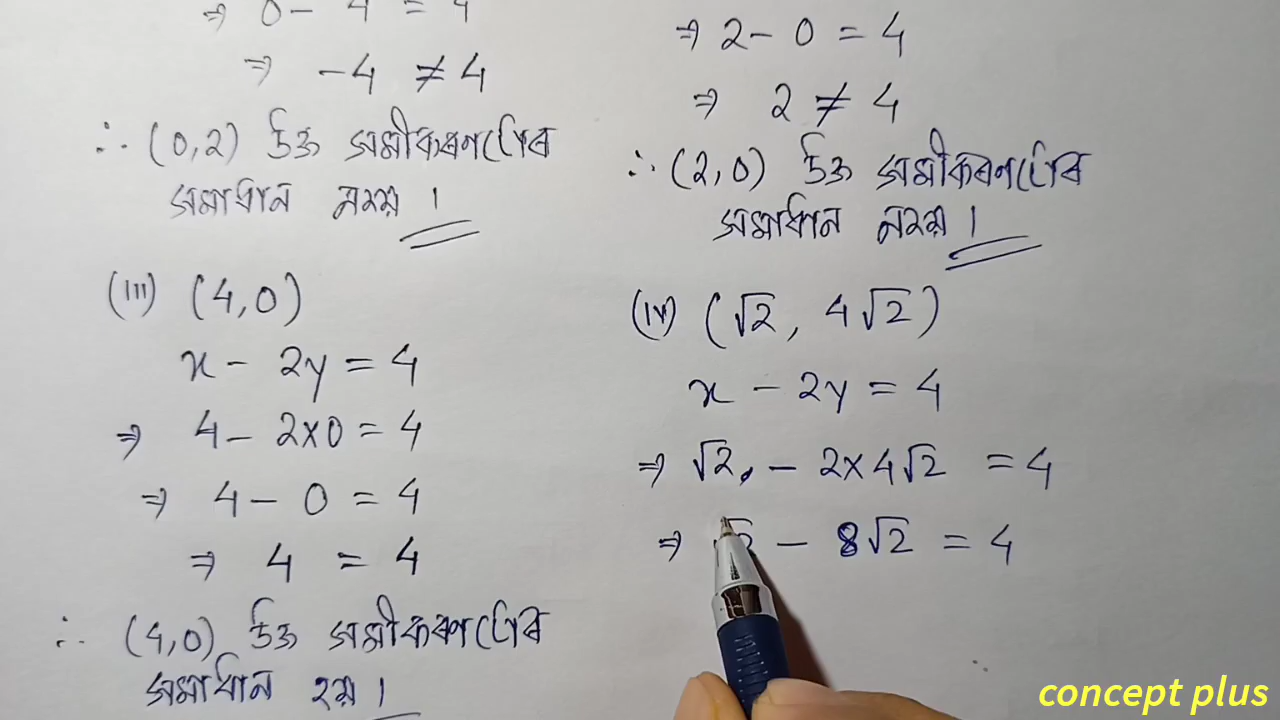 ⇒ 0 - 4 = 4
⇒ -4 ≠ 4
∴ (0,2) উক্ত সমীকৰণটোৰ
সমাধান নহয়।
(III) (4,0)
x - 2y = 4
⇒ 4 - 2×0 = 4
⇒ 4 - 0 = 4
⇒ 4 = 4
∴ (4,0) উক্ত সমীকৰণটোৰ
সমাধান হয়।
⇒ 2 - 0 = 4
⇒ 2 ≠ 4
∴ (2,0) উক্ত সমীকৰণটোৰ
সমাধান নহয়।
(IV) (√2, 4√2)
x - 2y = 4
⇒ √2 - 2×4√2 = 4
⇒ √2 - 8√2 = 4
concept plus